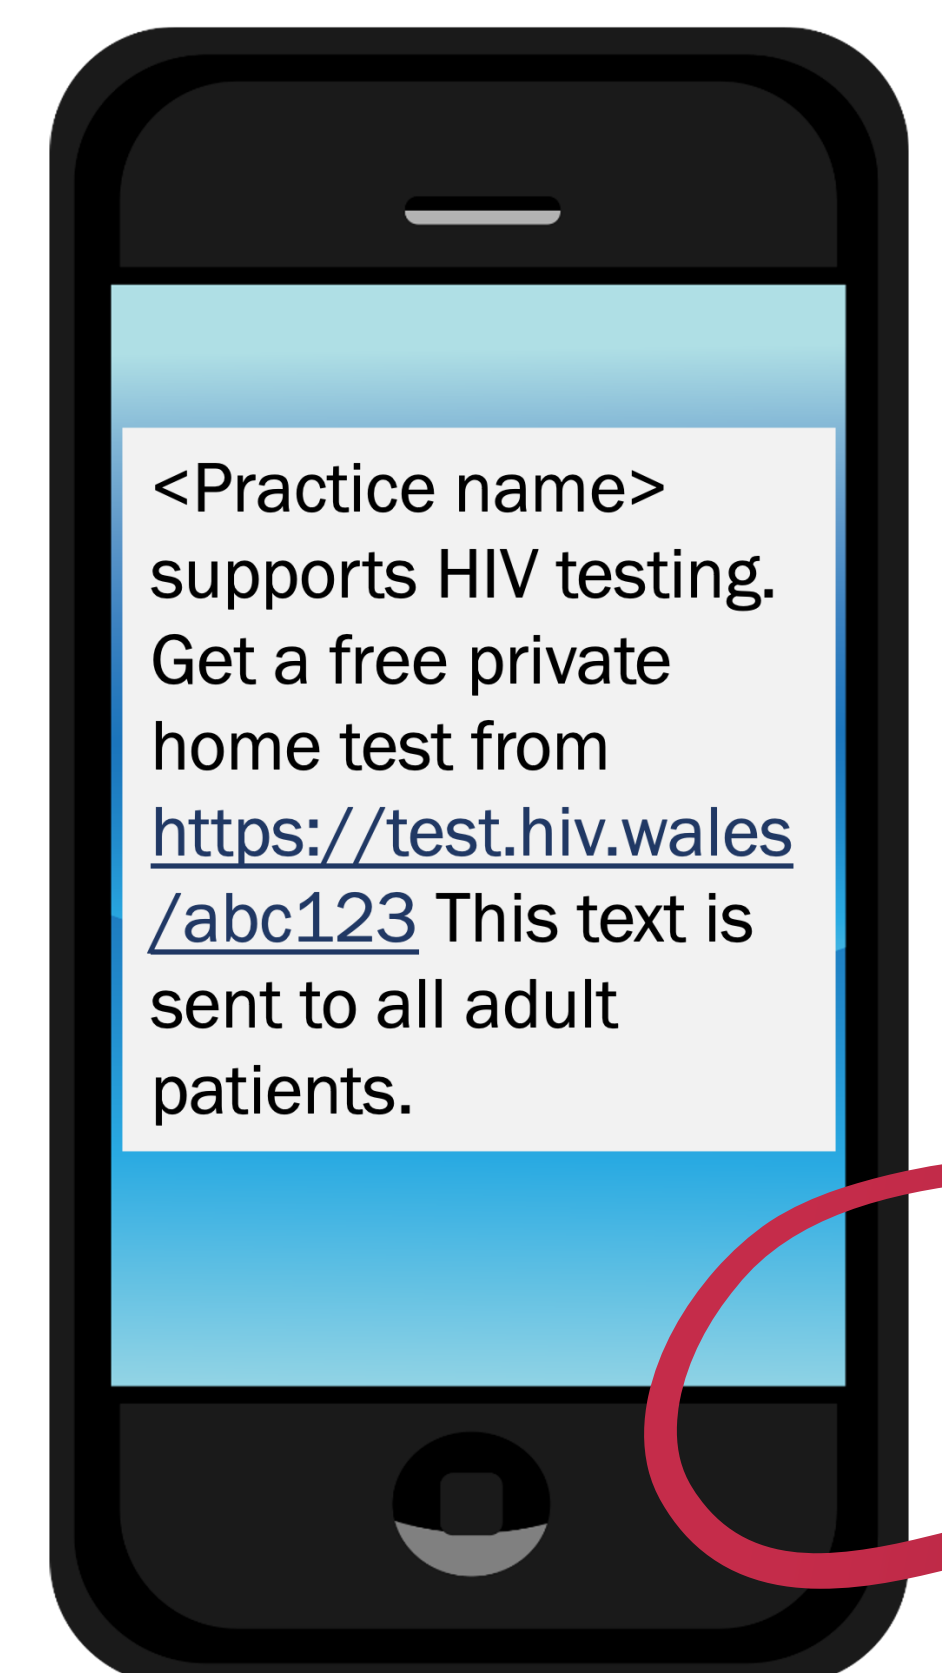 <Practice name>
supports HIV testing.
Get a free private
home test from
https://test.hiv.wales
/abc123 This text is
sent to all adult
patients.